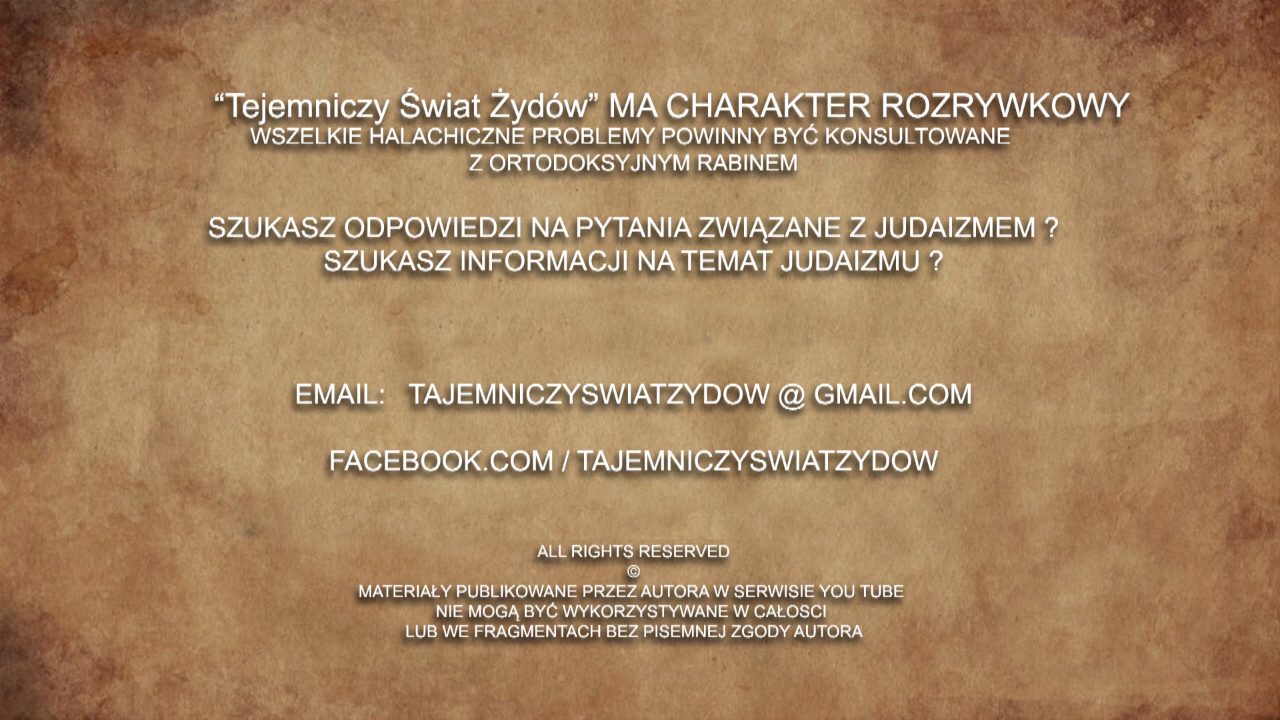 “Tejemniczy Świat Żydów” MA CHARAKTER ROZRYWKOWY
WSZELKIE HALACHICZNE PROBLEMY POWINNY BYĆ KONSULTOWANE
Z ORTODOKSYJNYM RABINEM
SZUKASZ ODPOWIEDZI NA PYTANIA ZWIĄZANE Z JUDAIZMEM ?
SZUKASZ INFORMACJI NA TEMAT JUDAIZMU ?
EMAIL: TAJEMNICZYSWIATZYDOW @ GMAIL.COM
FACEBOOK.COM / TAJEMNICZYSWIATZYDOW
ALL RIGHTS RESERVED
©
MATERIAŁY PUBLIKOWANE PRZEZ AUTORA W SERWISIE YOU TUBE
NIE MOGĄ BYĆ WYKORZYSTYWANE W CAŁOSCI
LUB WE FRAGMENTACH BEZ PISEMNEJ ZGODY AUTORA